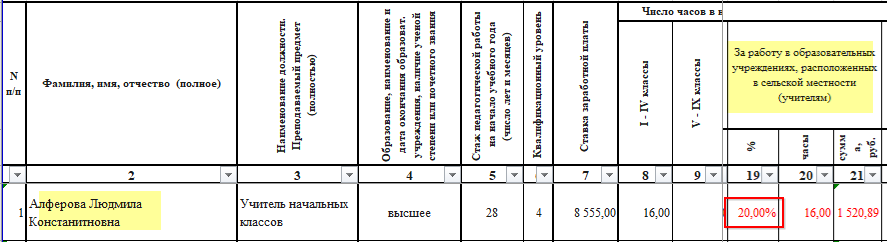 Число часов в н
N
п/п
Фамилия, имя, отчество (полное)
Наименование должности.
Преподаваемый предмет
(полностью)
Образование, наименование и
дата окончания образоват.
учреждения, наличие ученой
степени или почетного звания
Стаж педагогической работы
на начало учебного года
(число лет и месяцев)
Квалификационный уровень
Ставка заработной платы
I - IV классы
V - IX классы
За работу в образовательных
учреждениях, расположенных
в сельской местности
(учителям)
%
часы
сумм
а,
руб.
2 3 4 5 7 8 9 19 20 21
1 Алферова Людмила
Констанитновна
Учитель начальных
классов
высшее 28 4 8 555,00 16,00 20,00% 16,00 1 520,89